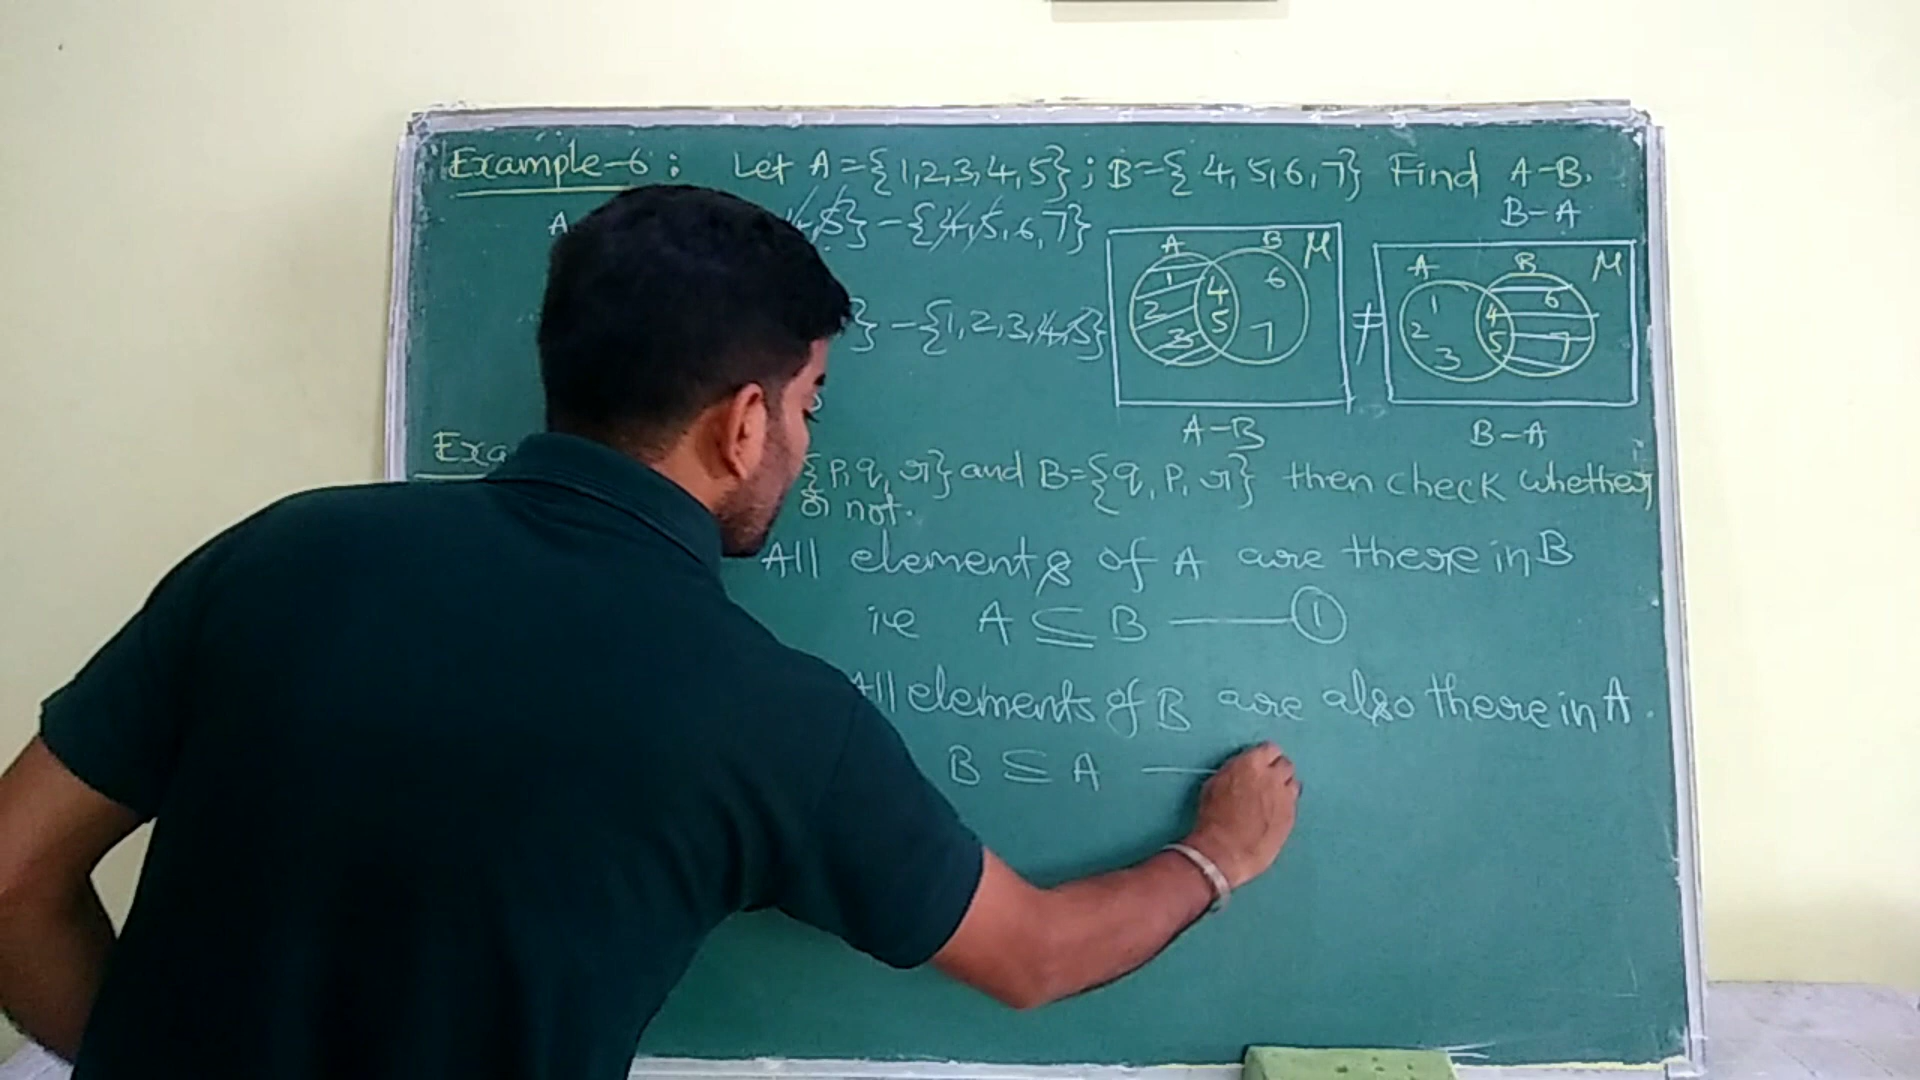 Example-6: Let A={1,2,3,4,5}; B={4,5,6,7} Find A-B.
B-A
A 4,5}-{4,5,6,7}
}-{1,2,3,4,5}
A B μ
1 4 6
2 5
3 7
A-B
≠
A B μ
1 4 6
2 5
3 7
B-A
Exa {p,q,r} and B={q,p,r} then check whether
or not.
All elements of A are there in B
ie A ⊆ B ——①
All elements of B are also there in A.
B ⊆ A ——